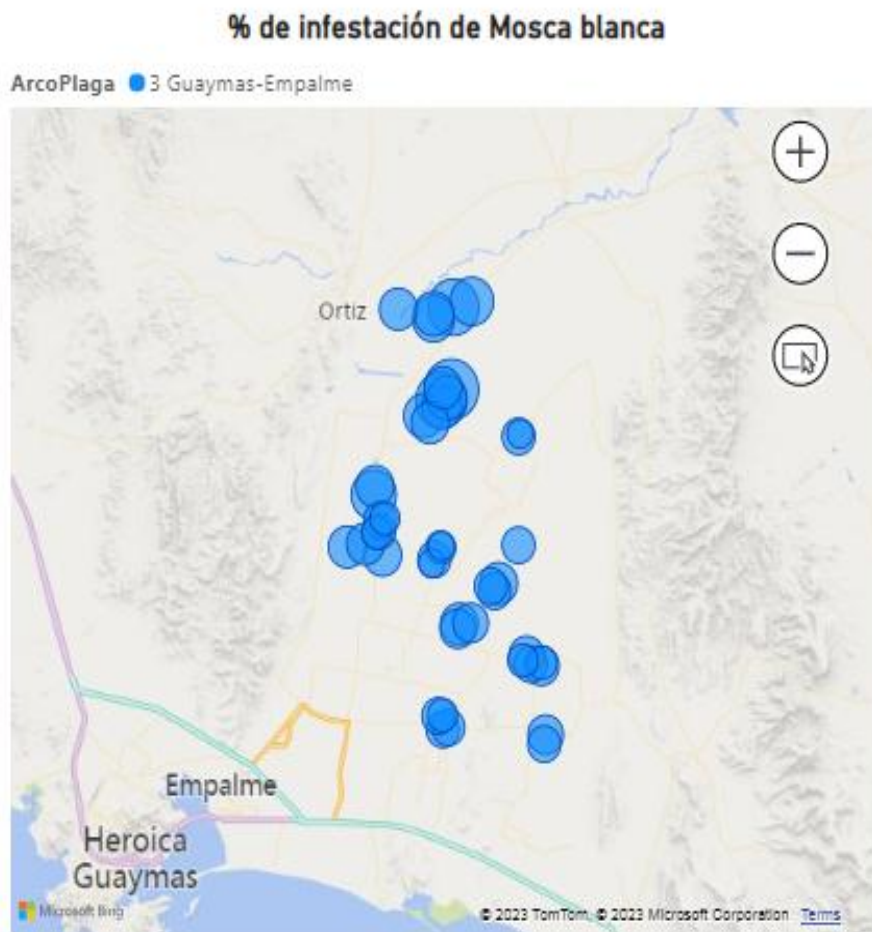 % de infestación de Mosca blanca
ArcoPlaga 3 Guaymas-Empalme
Ortiz
Empalme
Heroica
Guaymas
Microsoft Bing
© 2023 TomTom, © 2023 Microsoft Corporation Terms